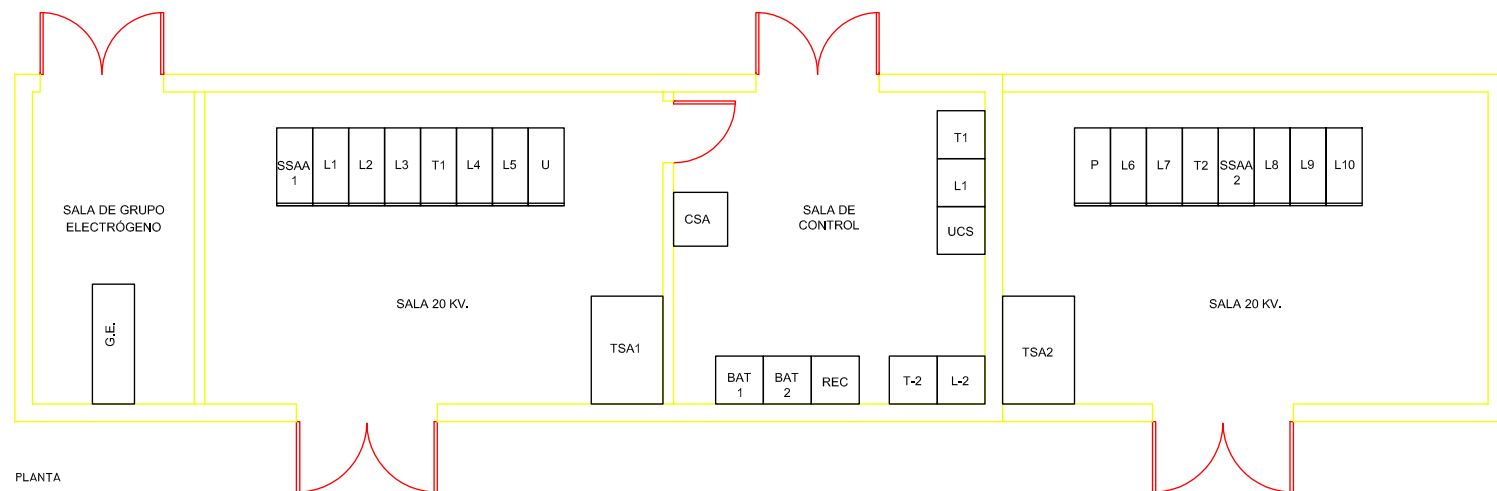 SALA DE GRUPO
ELECTRÓGENO
G.E.
SSAA
1
L1
L2
L3
T1
L4
L5
U
SALA 20 KV.
TSA1
CSA
SALA DE
CONTROL
T1
L1
UCS
BAT
1
BAT
2
REC
T-2
L-2
P
L6
L7
T2
SSAA
2
L8
L9
L10
SALA 20 KV.
TSA2
PLANTA